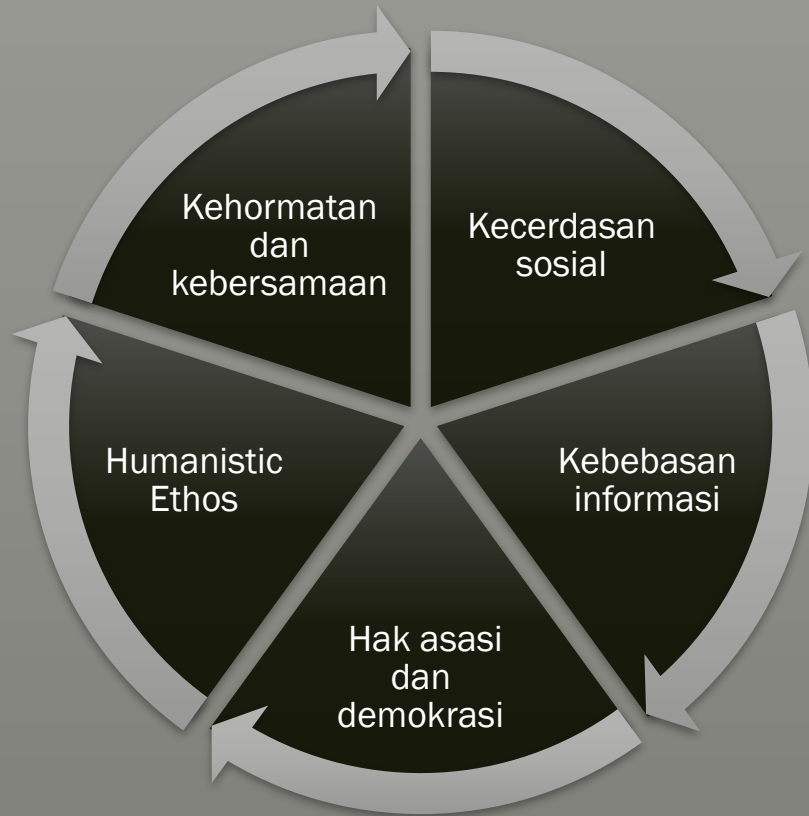 Kehormatan
dan
kebersamaan
Kecerdasan
sosial
Humanistic
Ethos
Kebebasan
informasi
Hak asasi
dan
demokrasi